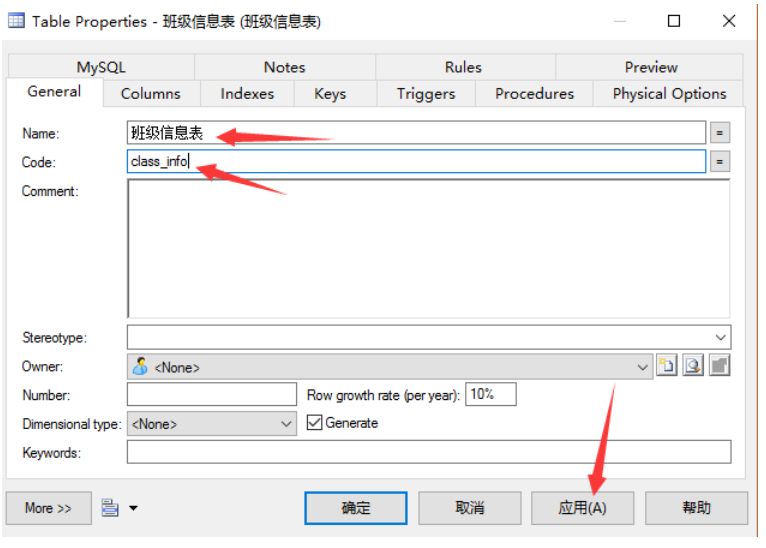 Table Properties - 班级信息表 (班级信息表)
MySQL Notes Rules Preview
General Columns Indexes Keys Triggers Procedures Physical Options
Name: 班级信息表 =
Code: class_info =
Comment:
Stereotype:
Owner: <None>
Number: Row growth rate (per year): 10%
Dimensional type: <None> Generate
Keywords:
More >> 确定 取消 应用(A) 帮助